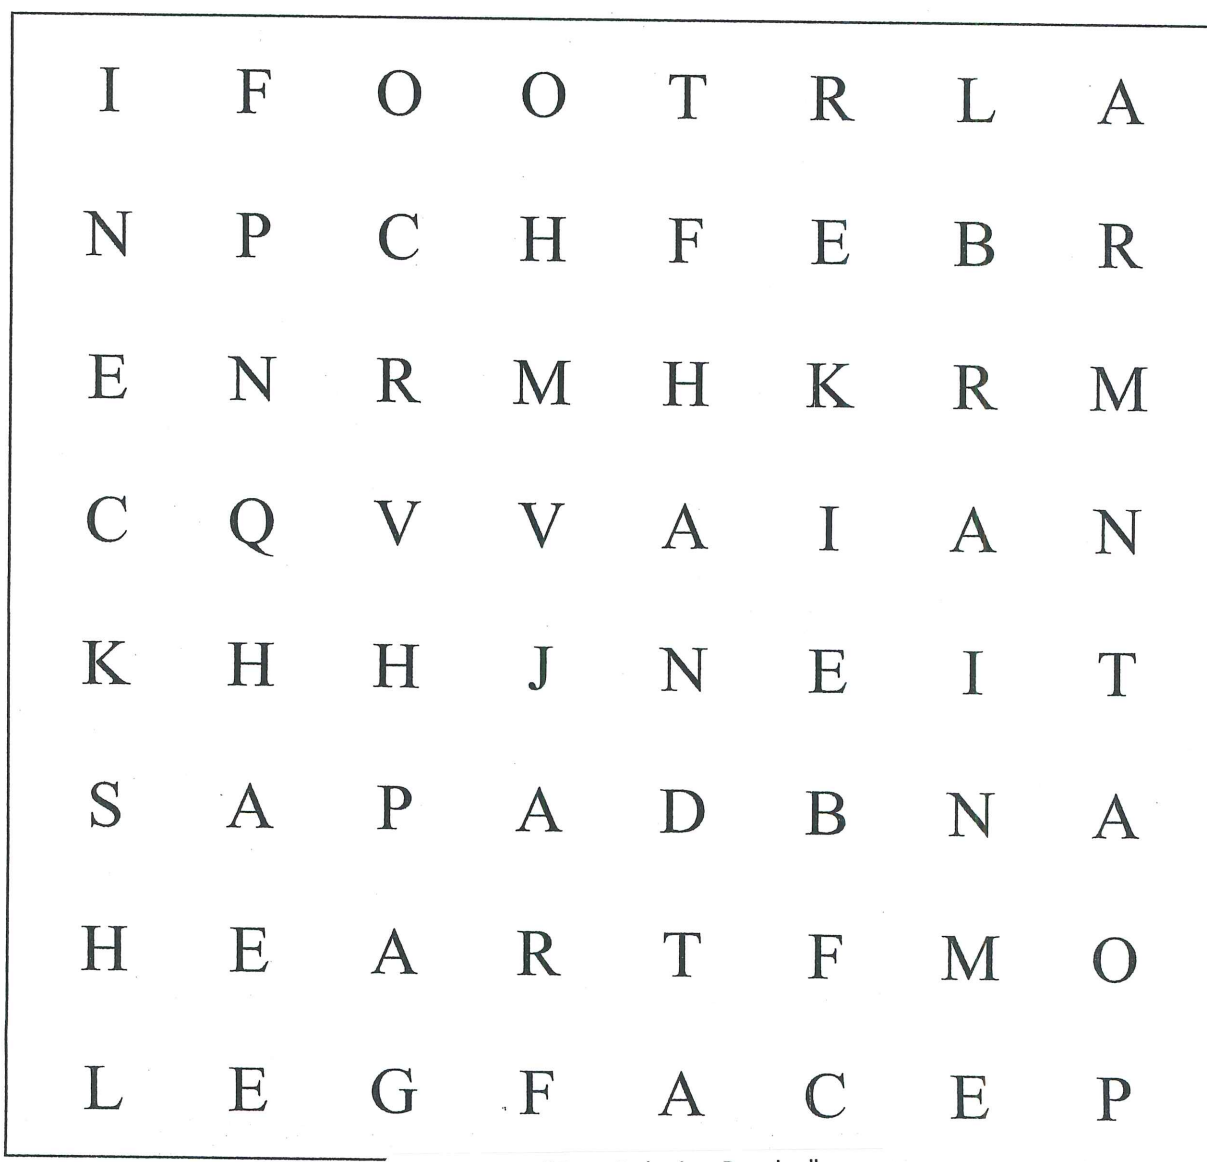 I F O O T R L A
N P C H F E B R
E N R M H K R M
C Q V V A I A N
K H H J N E I T
S A P A D B N A
H E A R T F M O
L E G F A C E P